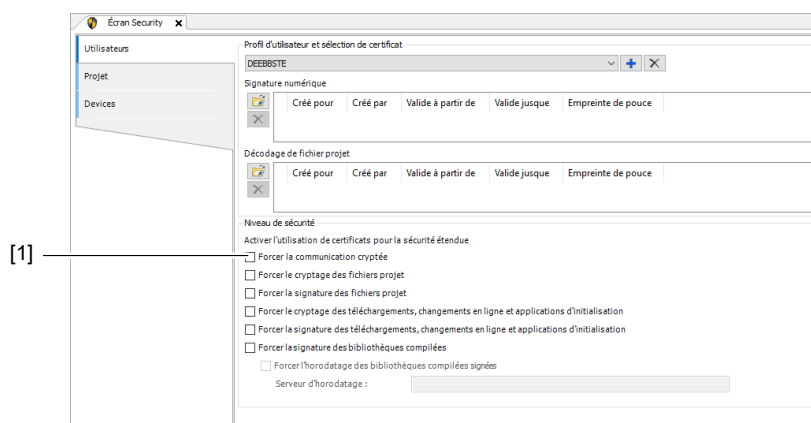 Écran Security
Utilisateurs
Projet
Devices
Profil d'utilisateur et sélection de certificat
DEEBBSTE
Signature numérique
Créé pour Créé par Valide à partir de Valide jusque Empreinte de pouce
Décodage de fichier projet
Créé pour Créé par Valide à partir de Valide jusque Empreinte de pouce
Niveau de sécurité
Activer l'utilisation de certificats pour la sécurité étendue
[1]
Forcer la communication cryptée
Forcer le cryptage des fichiers projet
Forcer la signature des fichiers projet
Forcer le cryptage des téléchargements, changements en ligne et applications d'initialisation
Forcer la signature des téléchargements, changements en ligne et applications d'initialisation
Forcer la signature des bibliothèques compilées
Forcer l'horodatage des bibliothèques compilées signées
Serveur d'horodatage :